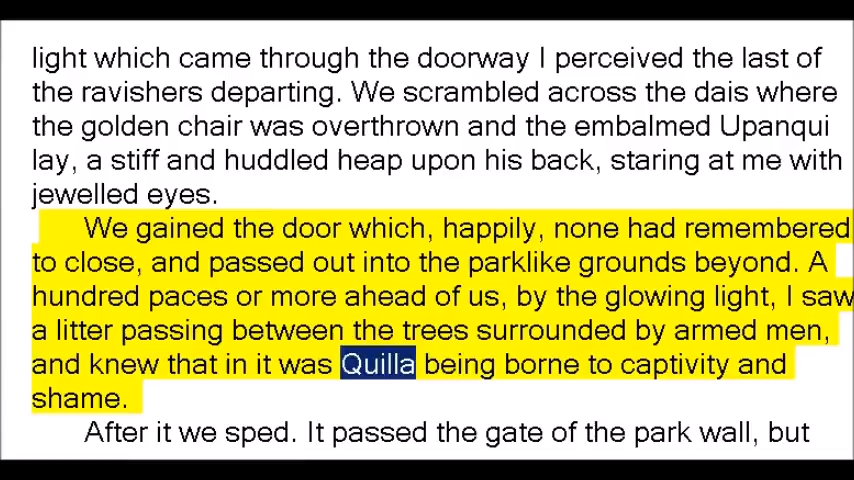 light which came through the doorway I perceived the last of
the ravishers departing. We scrambled across the dais where
the golden chair was overthrown and the embalmed Upanqui
lay, a stiff and huddled heap upon his back, staring at me with
jewelled eyes.
We gained the door which, happily, none had remembered
to close, and passed out into the parklike grounds beyond. A
hundred paces or more ahead of us, by the glowing light, I saw
a litter passing between the trees surrounded by armed men,
and knew that in it was Quilla being borne to captivity and
shame.
After it we sped. It passed the gate of the park wall, but